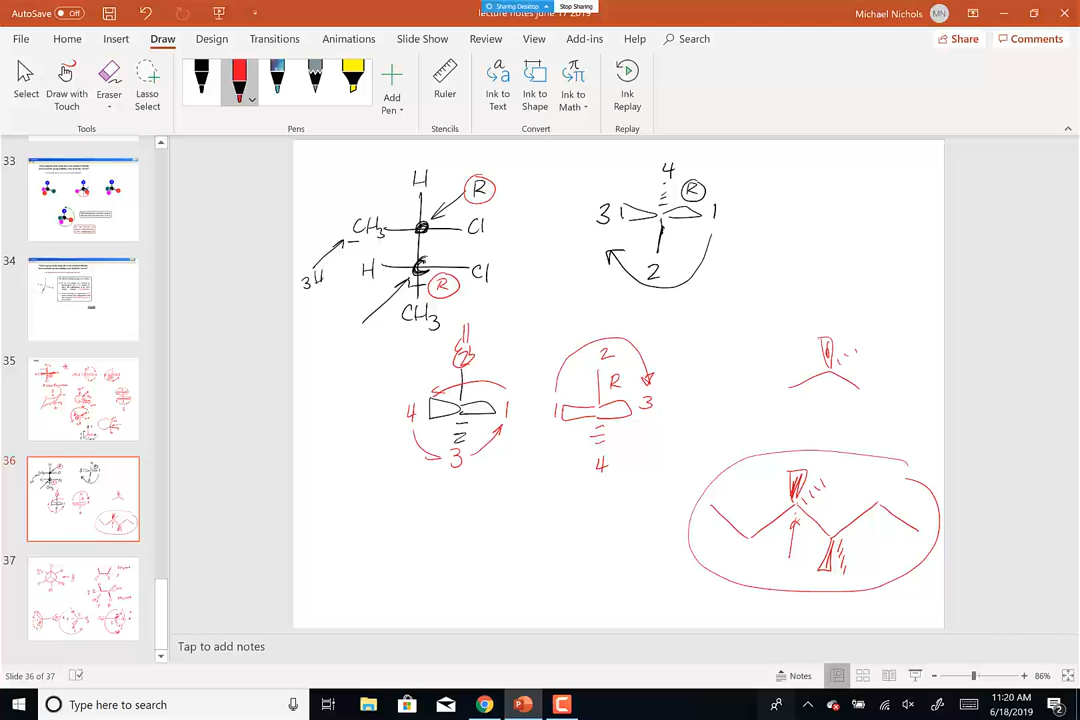 AutoSave Off
lecture notes June 17 2019
Sharing Desktop
Stop Sharing
Michael Nichols MN
File Home Insert Draw Design Transitions Animations Slide Show Review View Add-ins Help Search
Share Comments
Select
Draw with Touch
Eraser
Lasso Select
Add Pen
Ruler
Ink to Text
Ink to Shape
Ink to Math
Ink Replay
Tools
Pens
Stencils
Convert
Replay
33
34
35
36
37
H
R
CH3
Cl
H
Cl
3H
R
CH3
4
R
3
1
2
2
4
1
3
2
R
1
3
4
Tap to add notes
Slide 36 of 37
Notes
86%
Type here to search
11:20 AM
6/18/2019
2